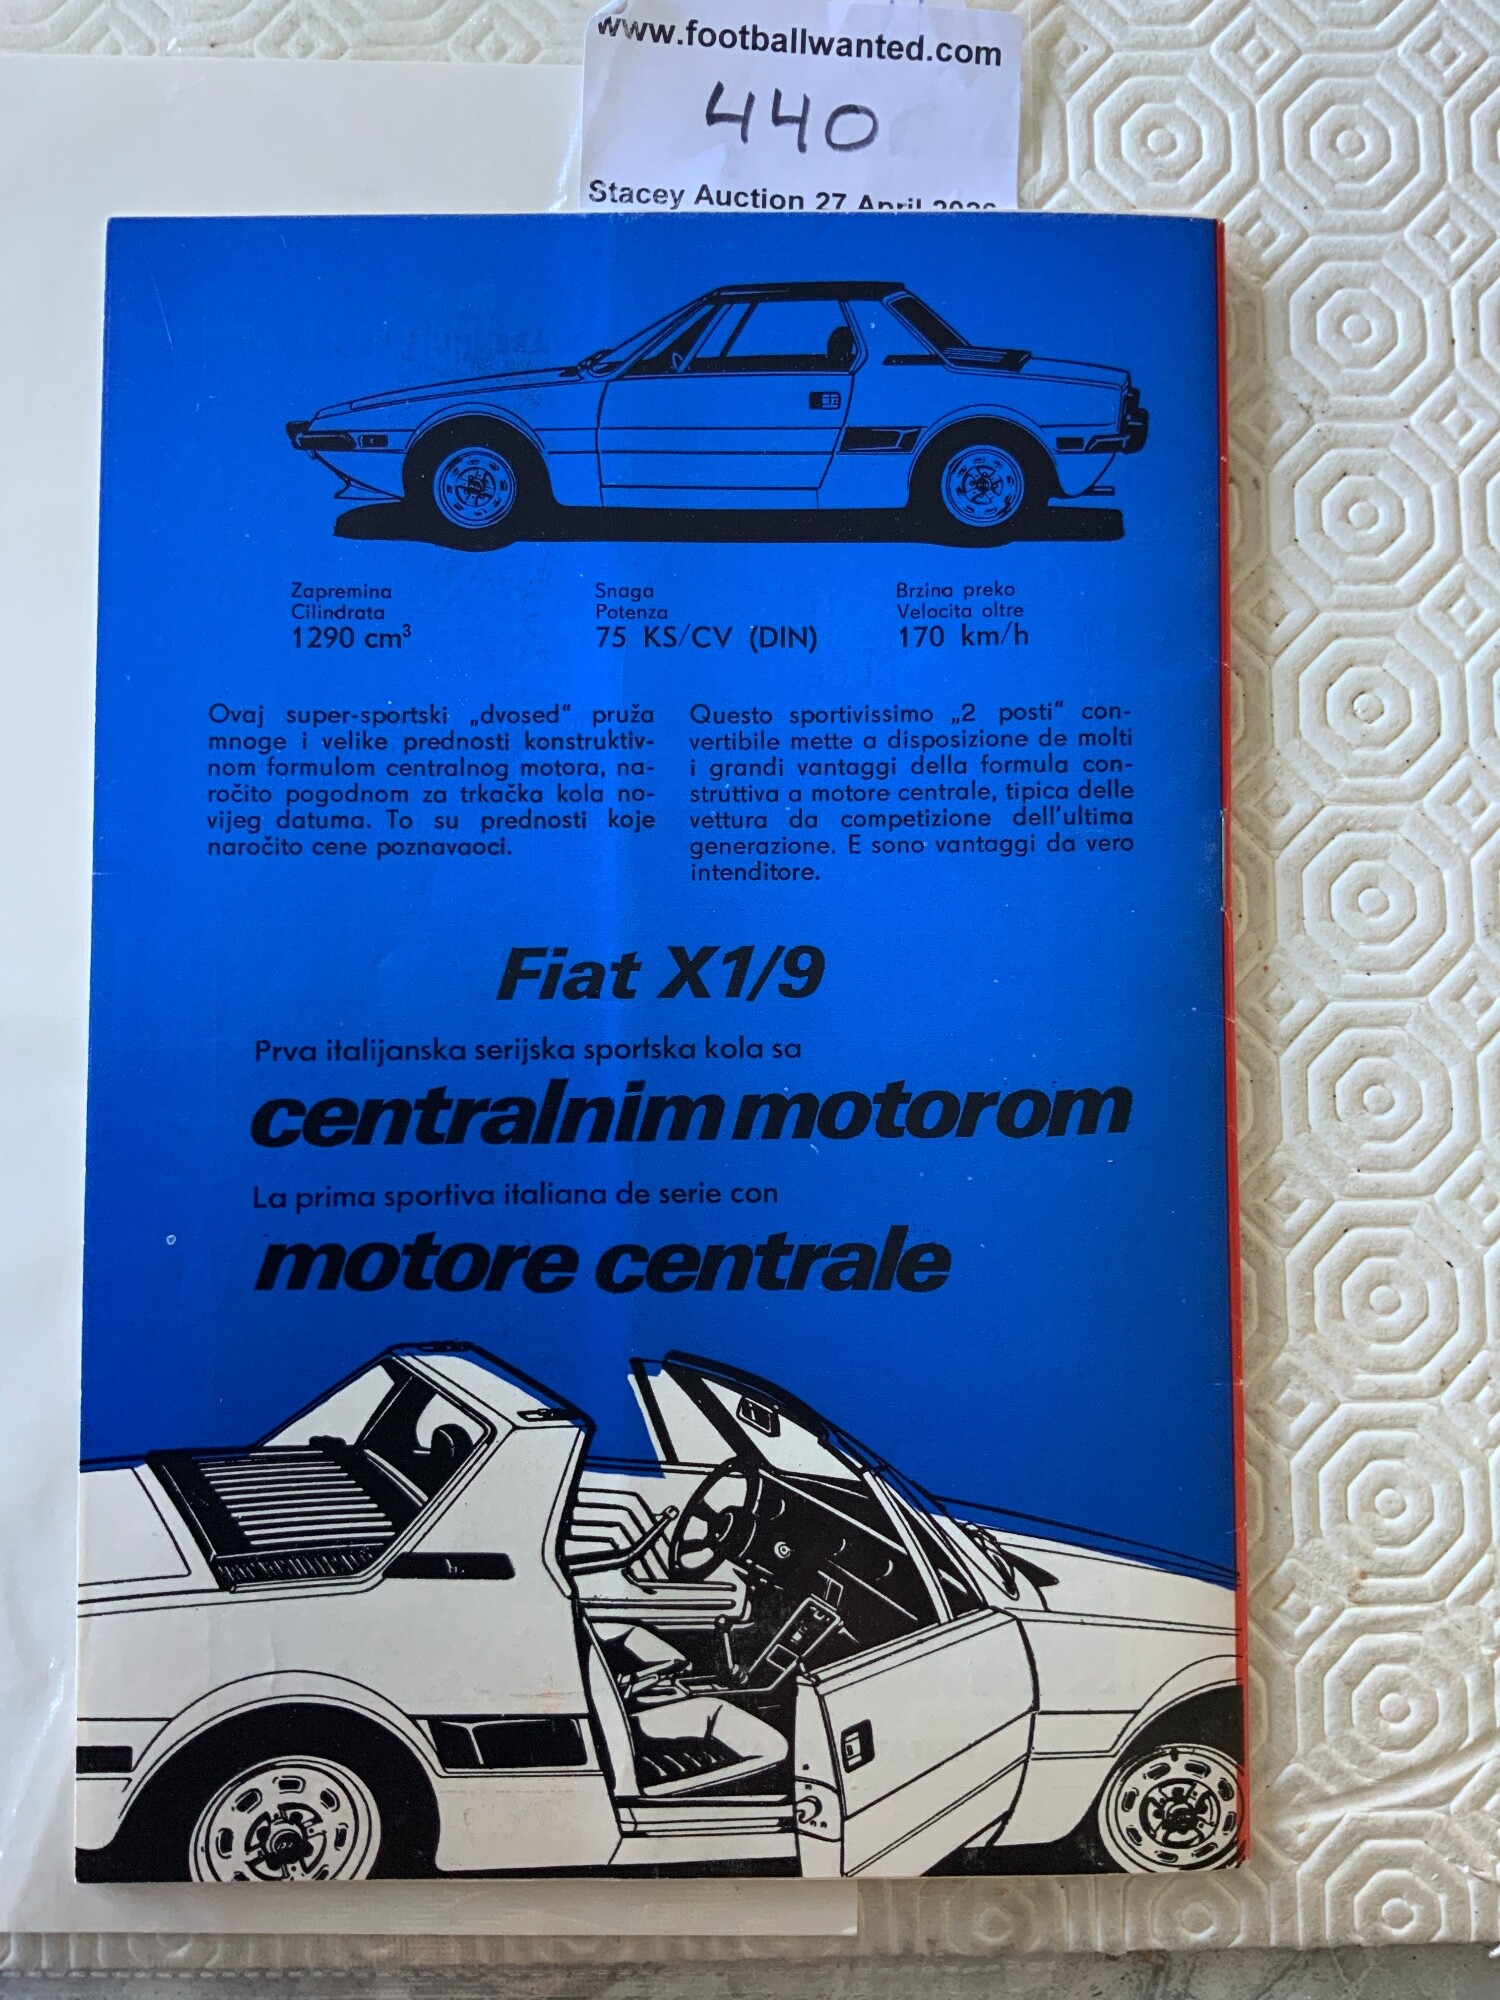 www.footballwanted.com
440
Stacey Auction 27 April
Zapremina
Cilindrata
1290 cm³
Snaga
Potenza
75 KS/CV (DIN)
Brzina preko
Velocita oltre
170 km/h
Ovaj super-sportski „dvosed“ pruža
mnoge i velike prednosti konstruktiv-
nom formulom centralnog motora, na-
ročito pogodnom za trkačka kola no-
vijeg datuma. To su prednosti koje
naročito cene poznavaoci.
Questo sportivissimo „2 posti“ con-
vertibile mette a disposizione de molti
i grandi vantaggi della formula con-
struttiva a motore centrale, tipica delle
vettura da competizione dell'ultima
generazione. E sono vantaggi da vero
intenditore.
Fiat X1/9
Prva italijanska serijska sportska kola sa
centralnim motorom
La prima sportiva italiana de serie con
motore centrale